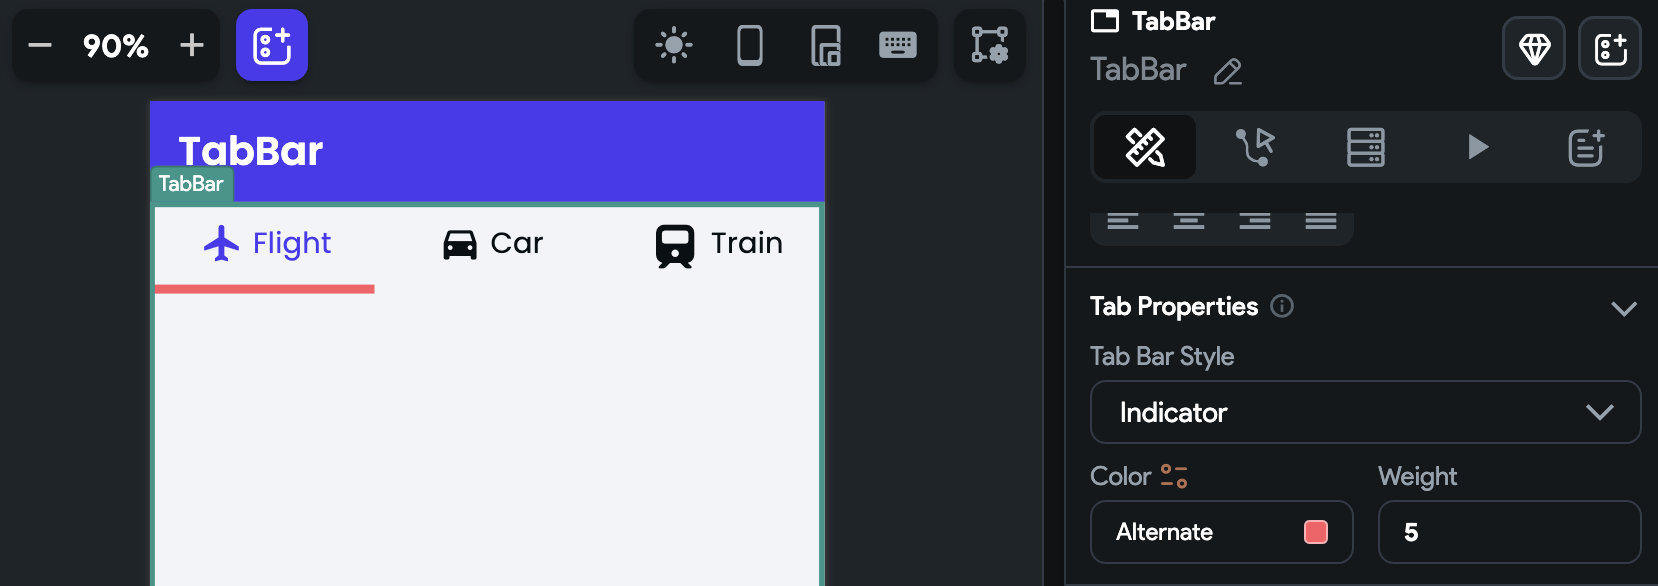 90%
TabBar
TabBar
Flight
Car
Train
TabBar
TabBar
Tab Properties
Tab Bar Style
Indicator
Color
Weight
Alternate
5